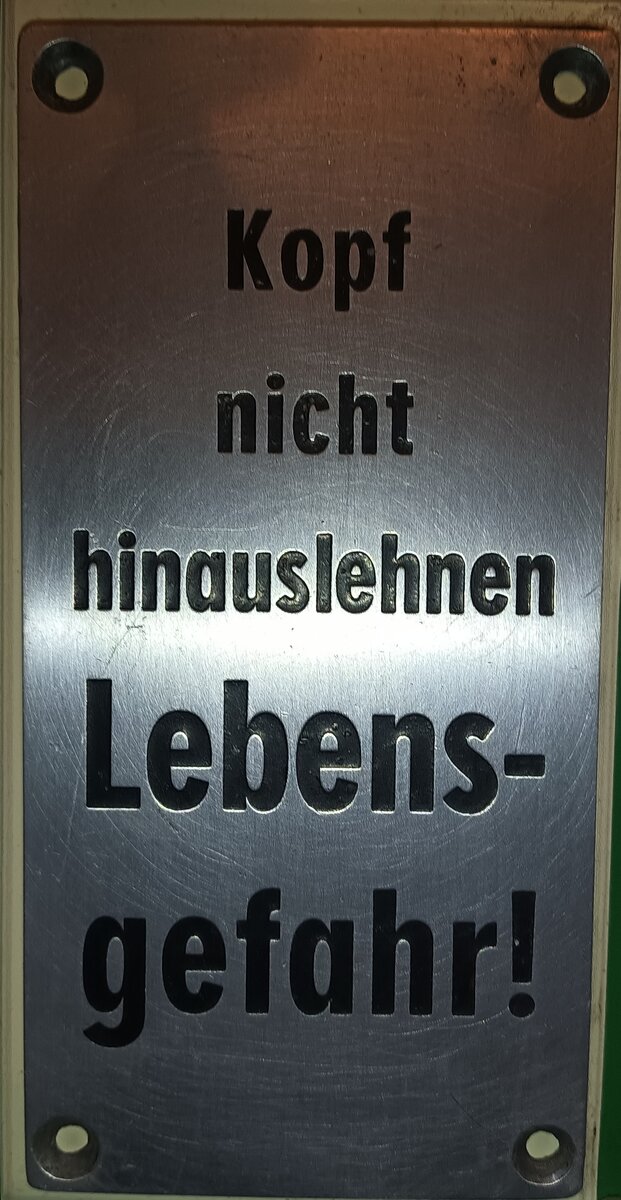 Kopf
nicht
hinauslehnen
Lebens-
gefahr!